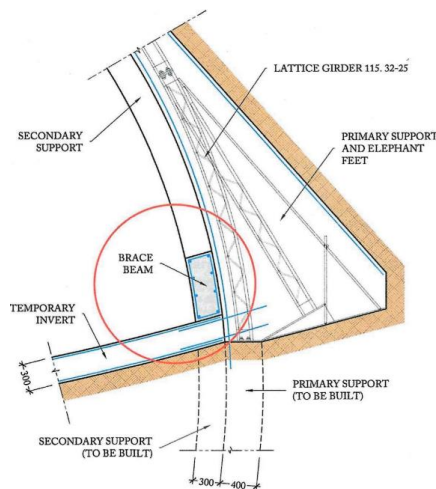 LATTICE GIRDER 115. 32-25
SECONDARY
SUPPORT
PRIMARY SUPPORT
AND ELEPHANT
FEET
BRACE
BEAM
TEMPORARY
INVERT
300
PRIMARY SUPPORT
(TO BE BUILT)
SECONDARY SUPPORT
(TO BE BUILT)
300
400